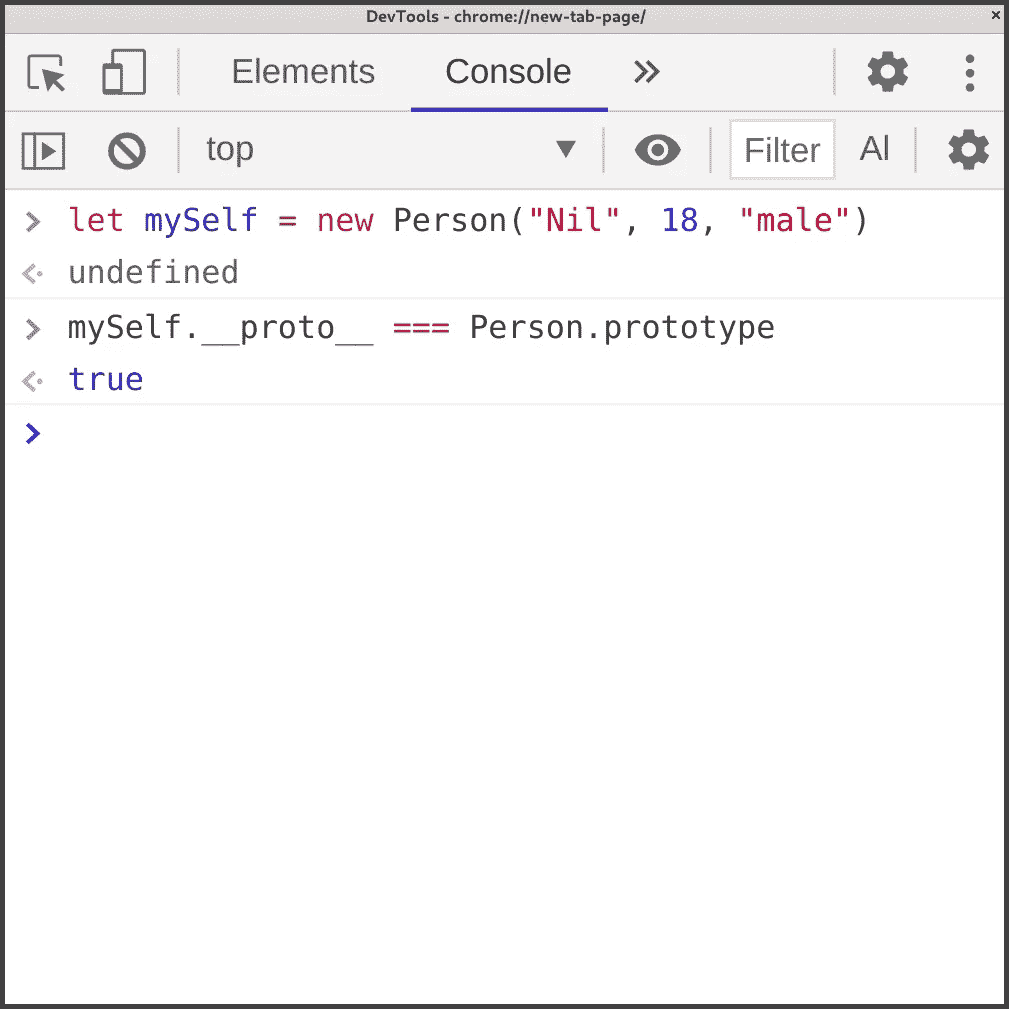 DevTools - chrome://new-tab-page/
Elements Console
top Filter Al
let mySelf = new Person("Nil", 18, "male")
undefined
mySelf.__proto__ === Person.prototype
true